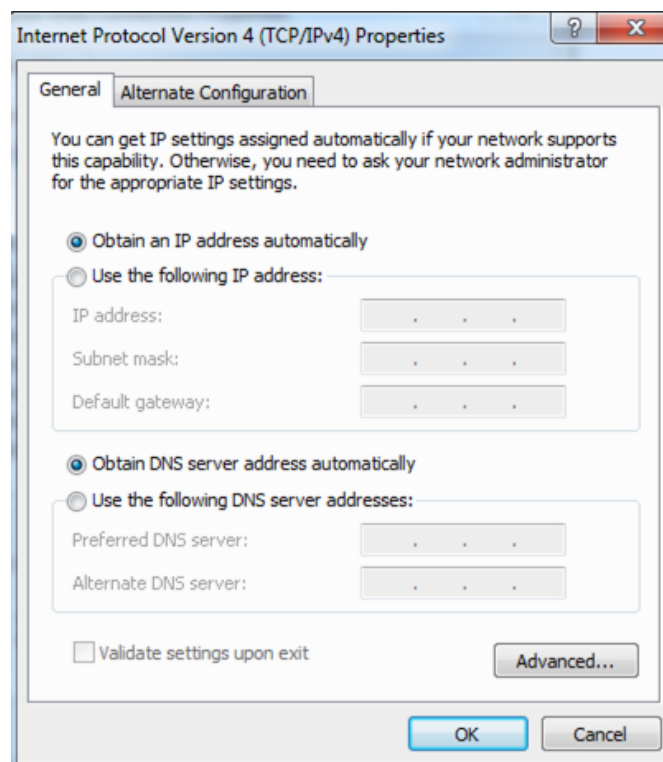 Internet Protocol Version 4 (TCP/IPv4) Properties
?
X
General
Alternate Configuration
You can get IP settings assigned automatically if your network supports
this capability. Otherwise, you need to ask your network administrator
for the appropriate IP settings.
Obtain an IP address automatically
Use the following IP address:
IP address:
Subnet mask:
Default gateway:
Obtain DNS server address automatically
Use the following DNS server addresses:
Preferred DNS server:
Alternate DNS server:
Validate settings upon exit
Advanced...
OK
Cancel